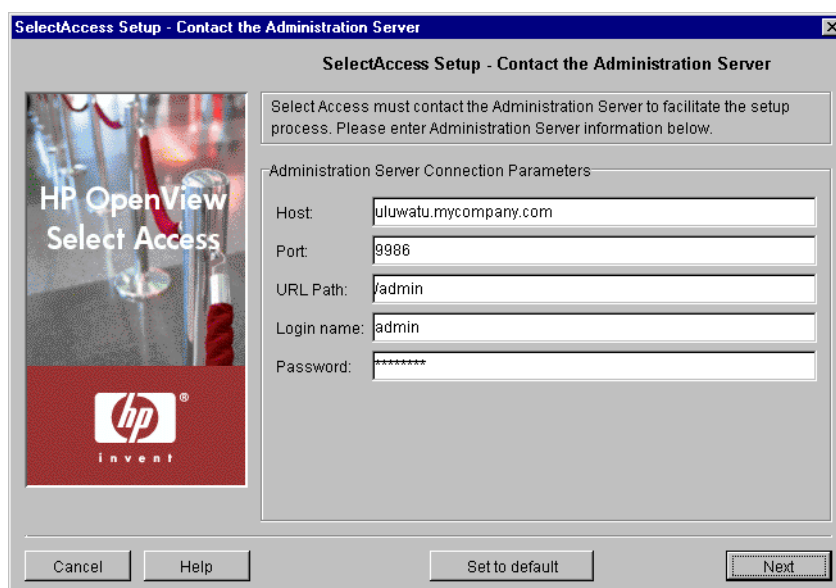 SelectAccess Setup - Contact the Administration Server
SelectAccess Setup - Contact the Administration Server
Select Access must contact the Administration Server to facilitate the setup
process. Please enter Administration Server information below.
HP OpenView
Select Access
hp
®
invent
Administration Server Connection Parameters
Host: uluwatu.mycompany.com
Port: 9986
URL Path: /admin
Login name: admin
Password: ********
Cancel Help Set to default Next